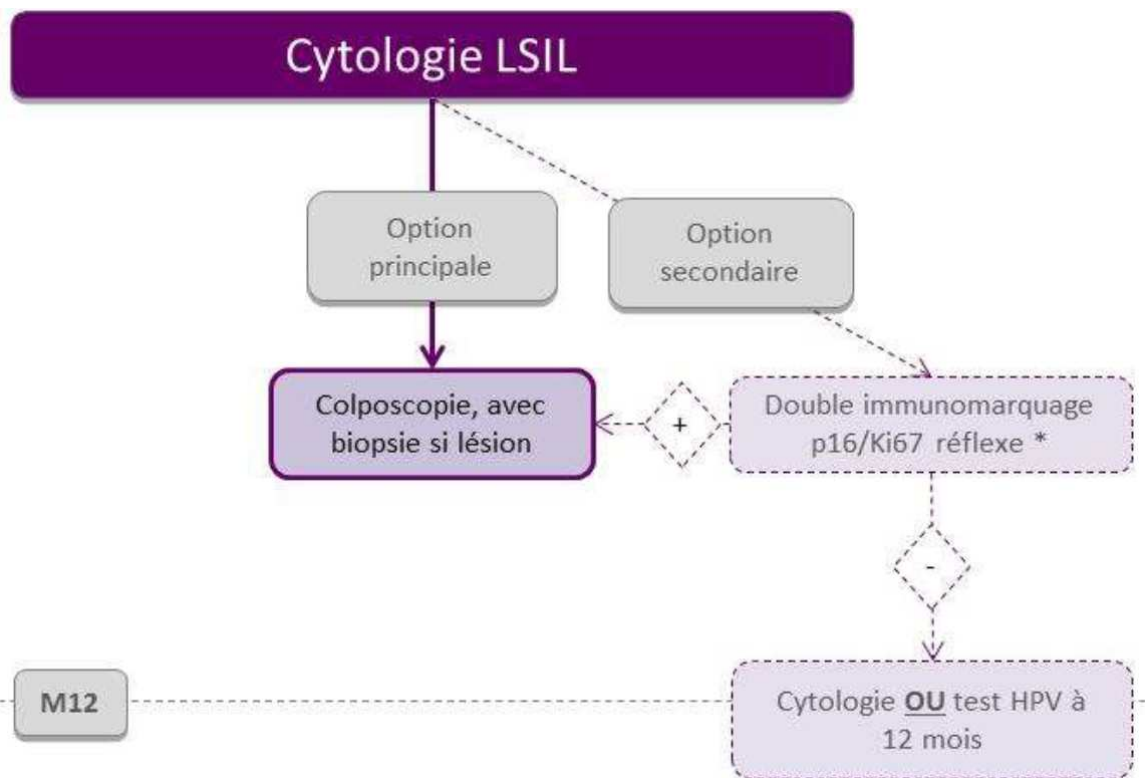 Cytologie LSIL
Option
principale
Option
secondaire
Colposcopie, avec
biopsie si lésion
+
Double immunomarquage
p16/Ki67 réflexe *
-
M12
Cytologie OU test HPV à
12 mois